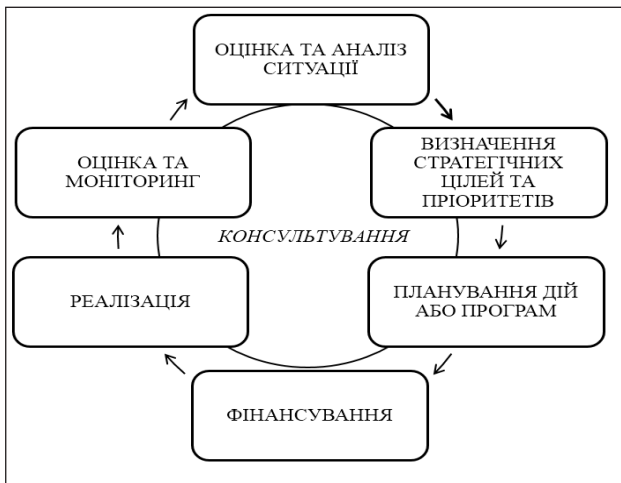 ОЦІНКА ТА АНАЛІЗ
СИТУАЦІЇ
ВИЗНАЧЕННЯ
СТРАТЕГІЧНИХ
ЦІЛЕЙ ТА
ПРІОРИТЕТІВ
ПЛАНУВАННЯ ДІЙ
АБО ПРОГРАМ
ФІНАНСУВАННЯ
РЕАЛІЗАЦІЯ
ОЦІНКА ТА
МОНІТОРИНГ
КОНСУЛЬТУВАННЯ